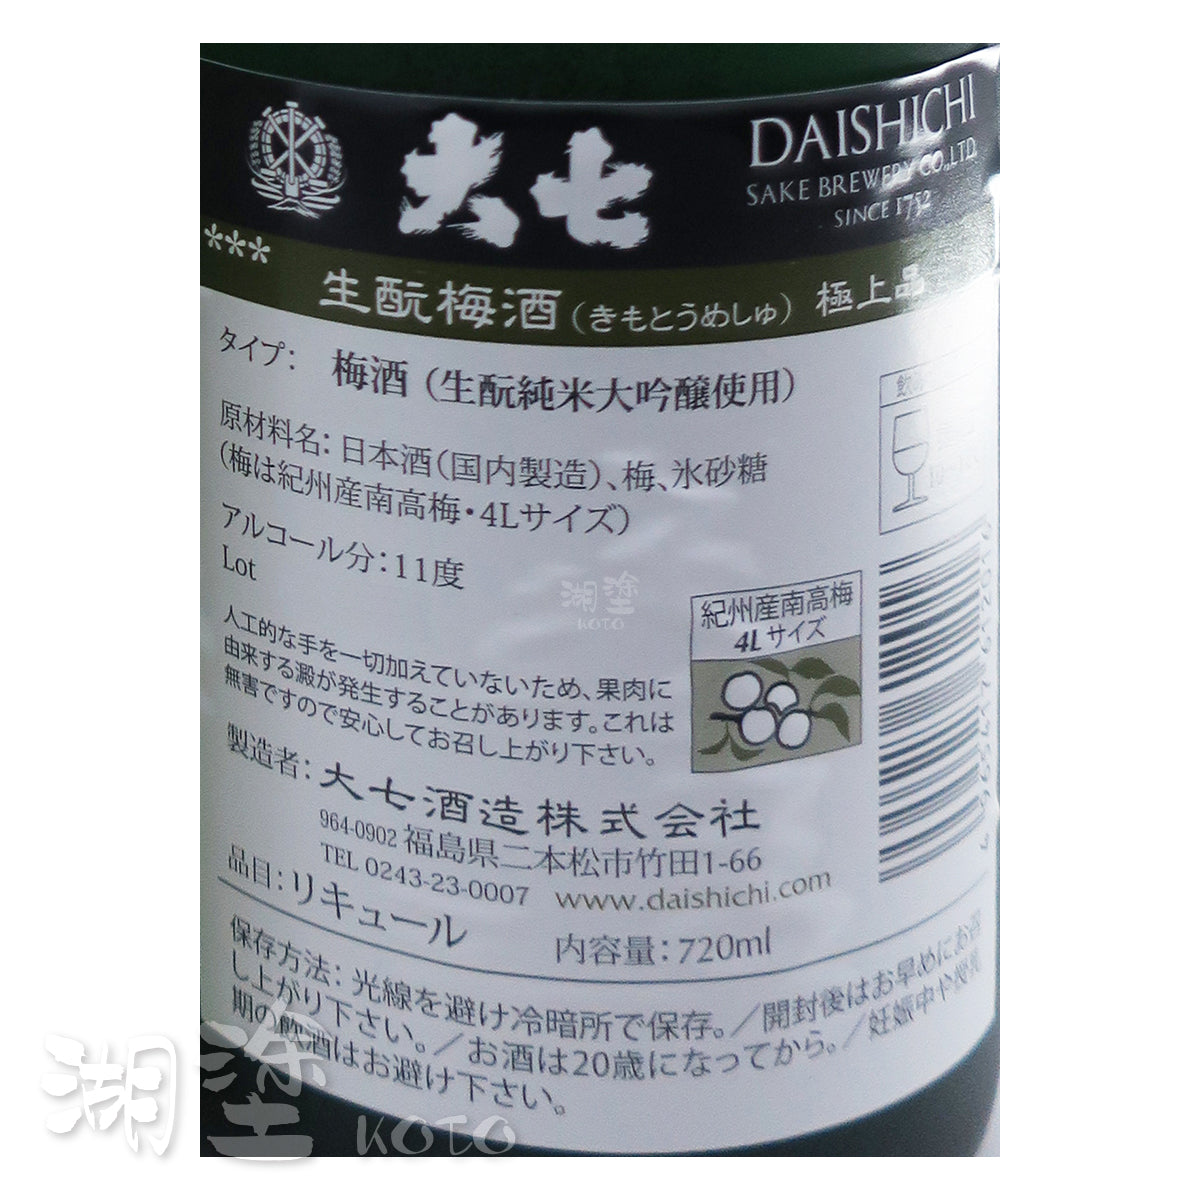 大七
DAISHICHI
SAKE BREWERY CO.,LTD.
SINCE 1752
***
生酛梅酒(きもとうめしゅ) 極上品
タイプ: 梅酒(生酛純米大吟醸使用)
原材料名:日本酒(国内製造)、梅、氷砂糖
(梅は紀州産南高梅・4Lサイズ)
アルコール分:11度
Lot
飲
紀州産南高梅
4Lサイズ
人工的な手を一切加えていないため、果肉に
由来する澱が発生することがあります。これは
無害ですので安心してお召し上がり下さい。
製造者:大七酒造株式会社
964-0902 福島県二本松市竹田1-66
TEL 0243-23-0007 www.daishichi.com
品目:リキュール 内容量:720ml
保存方法:光線を避け冷暗所で保存。/開封後はお早めにお召
し上がり下さい。/お酒は20歳になってから。/妊娠中や授乳
期の飲酒はお避け下さい。
湖塗
KOTO
湖塗 KOTO